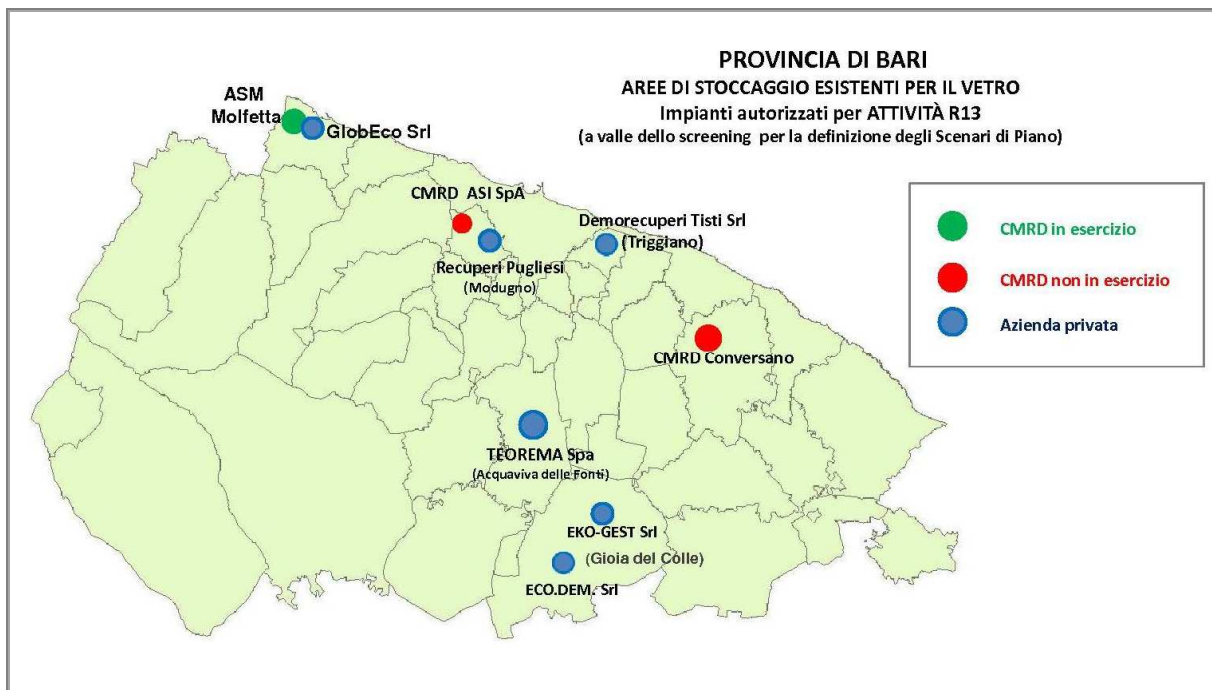 PROVINCIA DI BARI
AREE DI STOCCAGGIO ESISTENTI PER IL VETRO
Impianti autorizzati per ATTIVITÀ R13
(a valle dello screening per la definizione degli Scenari di Piano)
ASM
Molfetta
GlobEco Srl
CMRD ASI SpA
Demorecuperi Tisti Srl
(Triggiano)
Recuperi Pugliesi
(Modugno)
CMRD Conversano
TEOREMA Spa
(Acquaviva delle Fonti)
EKO-GEST Srl
(Gioia del Colle)
ECO.DEM. Srl
CMRD in esercizio
CMRD non in esercizio
Azienda privata